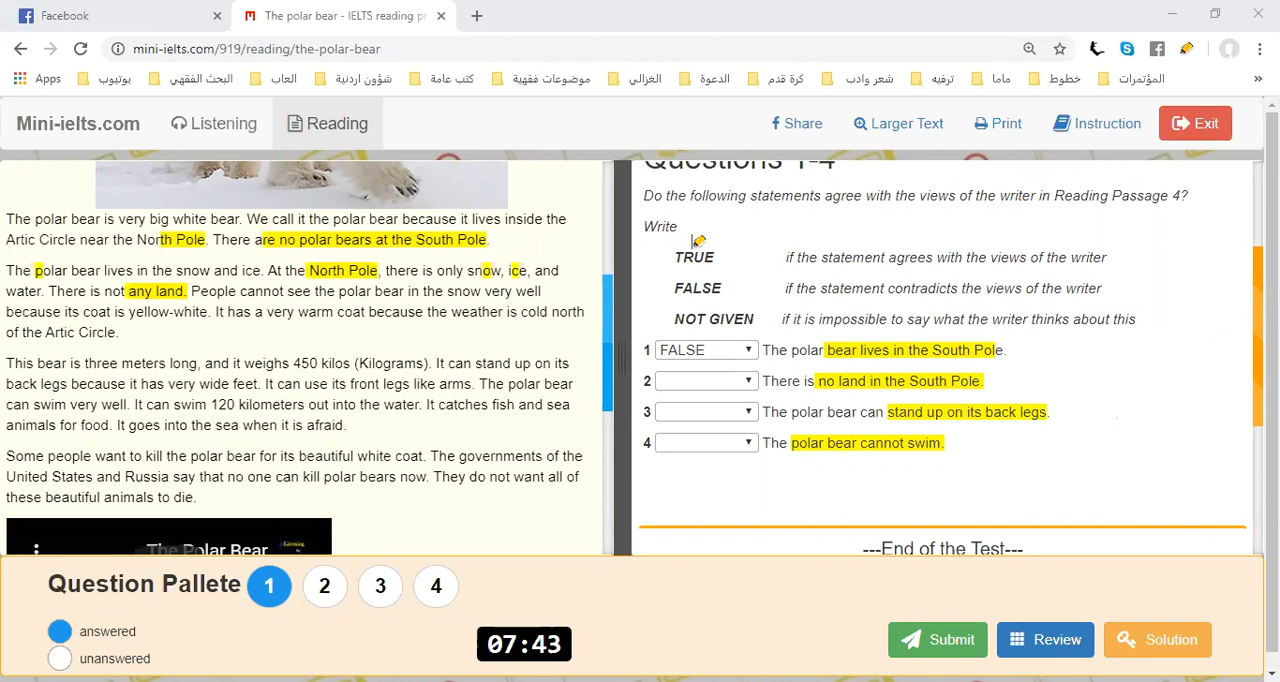 Facebook
The polar bear - IELTS reading pr
mini-ielts.com/919/reading/the-polar-bear
Apps يوتيوب البحث الفقهي العاب شؤون اردنية كتب عامة موضوعات فقهية الغزالي الدعوة كرة قدم شعر وادب ترفيه ماما خطوط المؤتمرات »
Mini-ielts.com Listening Reading Share Larger Text Print Instruction Exit
The polar bear is very big white bear. We call it the polar bear because it lives inside the
Artic Circle near the North Pole. There are no polar bears at the South Pole.
The polar bear lives in the snow and ice. At the North Pole, there is only snow, ice, and
water. There is not any land. People cannot see the polar bear in the snow very well
because its coat is yellow-white. It has a very warm coat because the weather is cold north
of the Artic Circle.
This bear is three meters long, and it weighs 450 kilos (Kilograms). It can stand up on its
back legs because it has very wide feet. It can use its front legs like arms. The polar bear
can swim very well. It can swim 120 kilometers out into the water. It catches fish and sea
animals for food. It goes into the sea when it is afraid.
Some people want to kill the polar bear for its beautiful white coat. The governments of the
United States and Russia say that no one can kill polar bears now. They do not want all of
these beautiful animals to die.
The Polar Bear
Questions 1-4
Do the following statements agree with the views of the writer in Reading Passage 4?
Write
TRUE if the statement agrees with the views of the writer
FALSE if the statement contradicts the views of the writer
NOT GIVEN if it is impossible to say what the writer thinks about this
1 FALSE The polar bear lives in the South Pole.
2 There is no land in the South Pole.
3 The polar bear can stand up on its back legs.
4 The polar bear cannot swim.
---End of the Test---
Question Pallete 1 2 3 4
answered
unanswered
07:43
Submit Review Solution